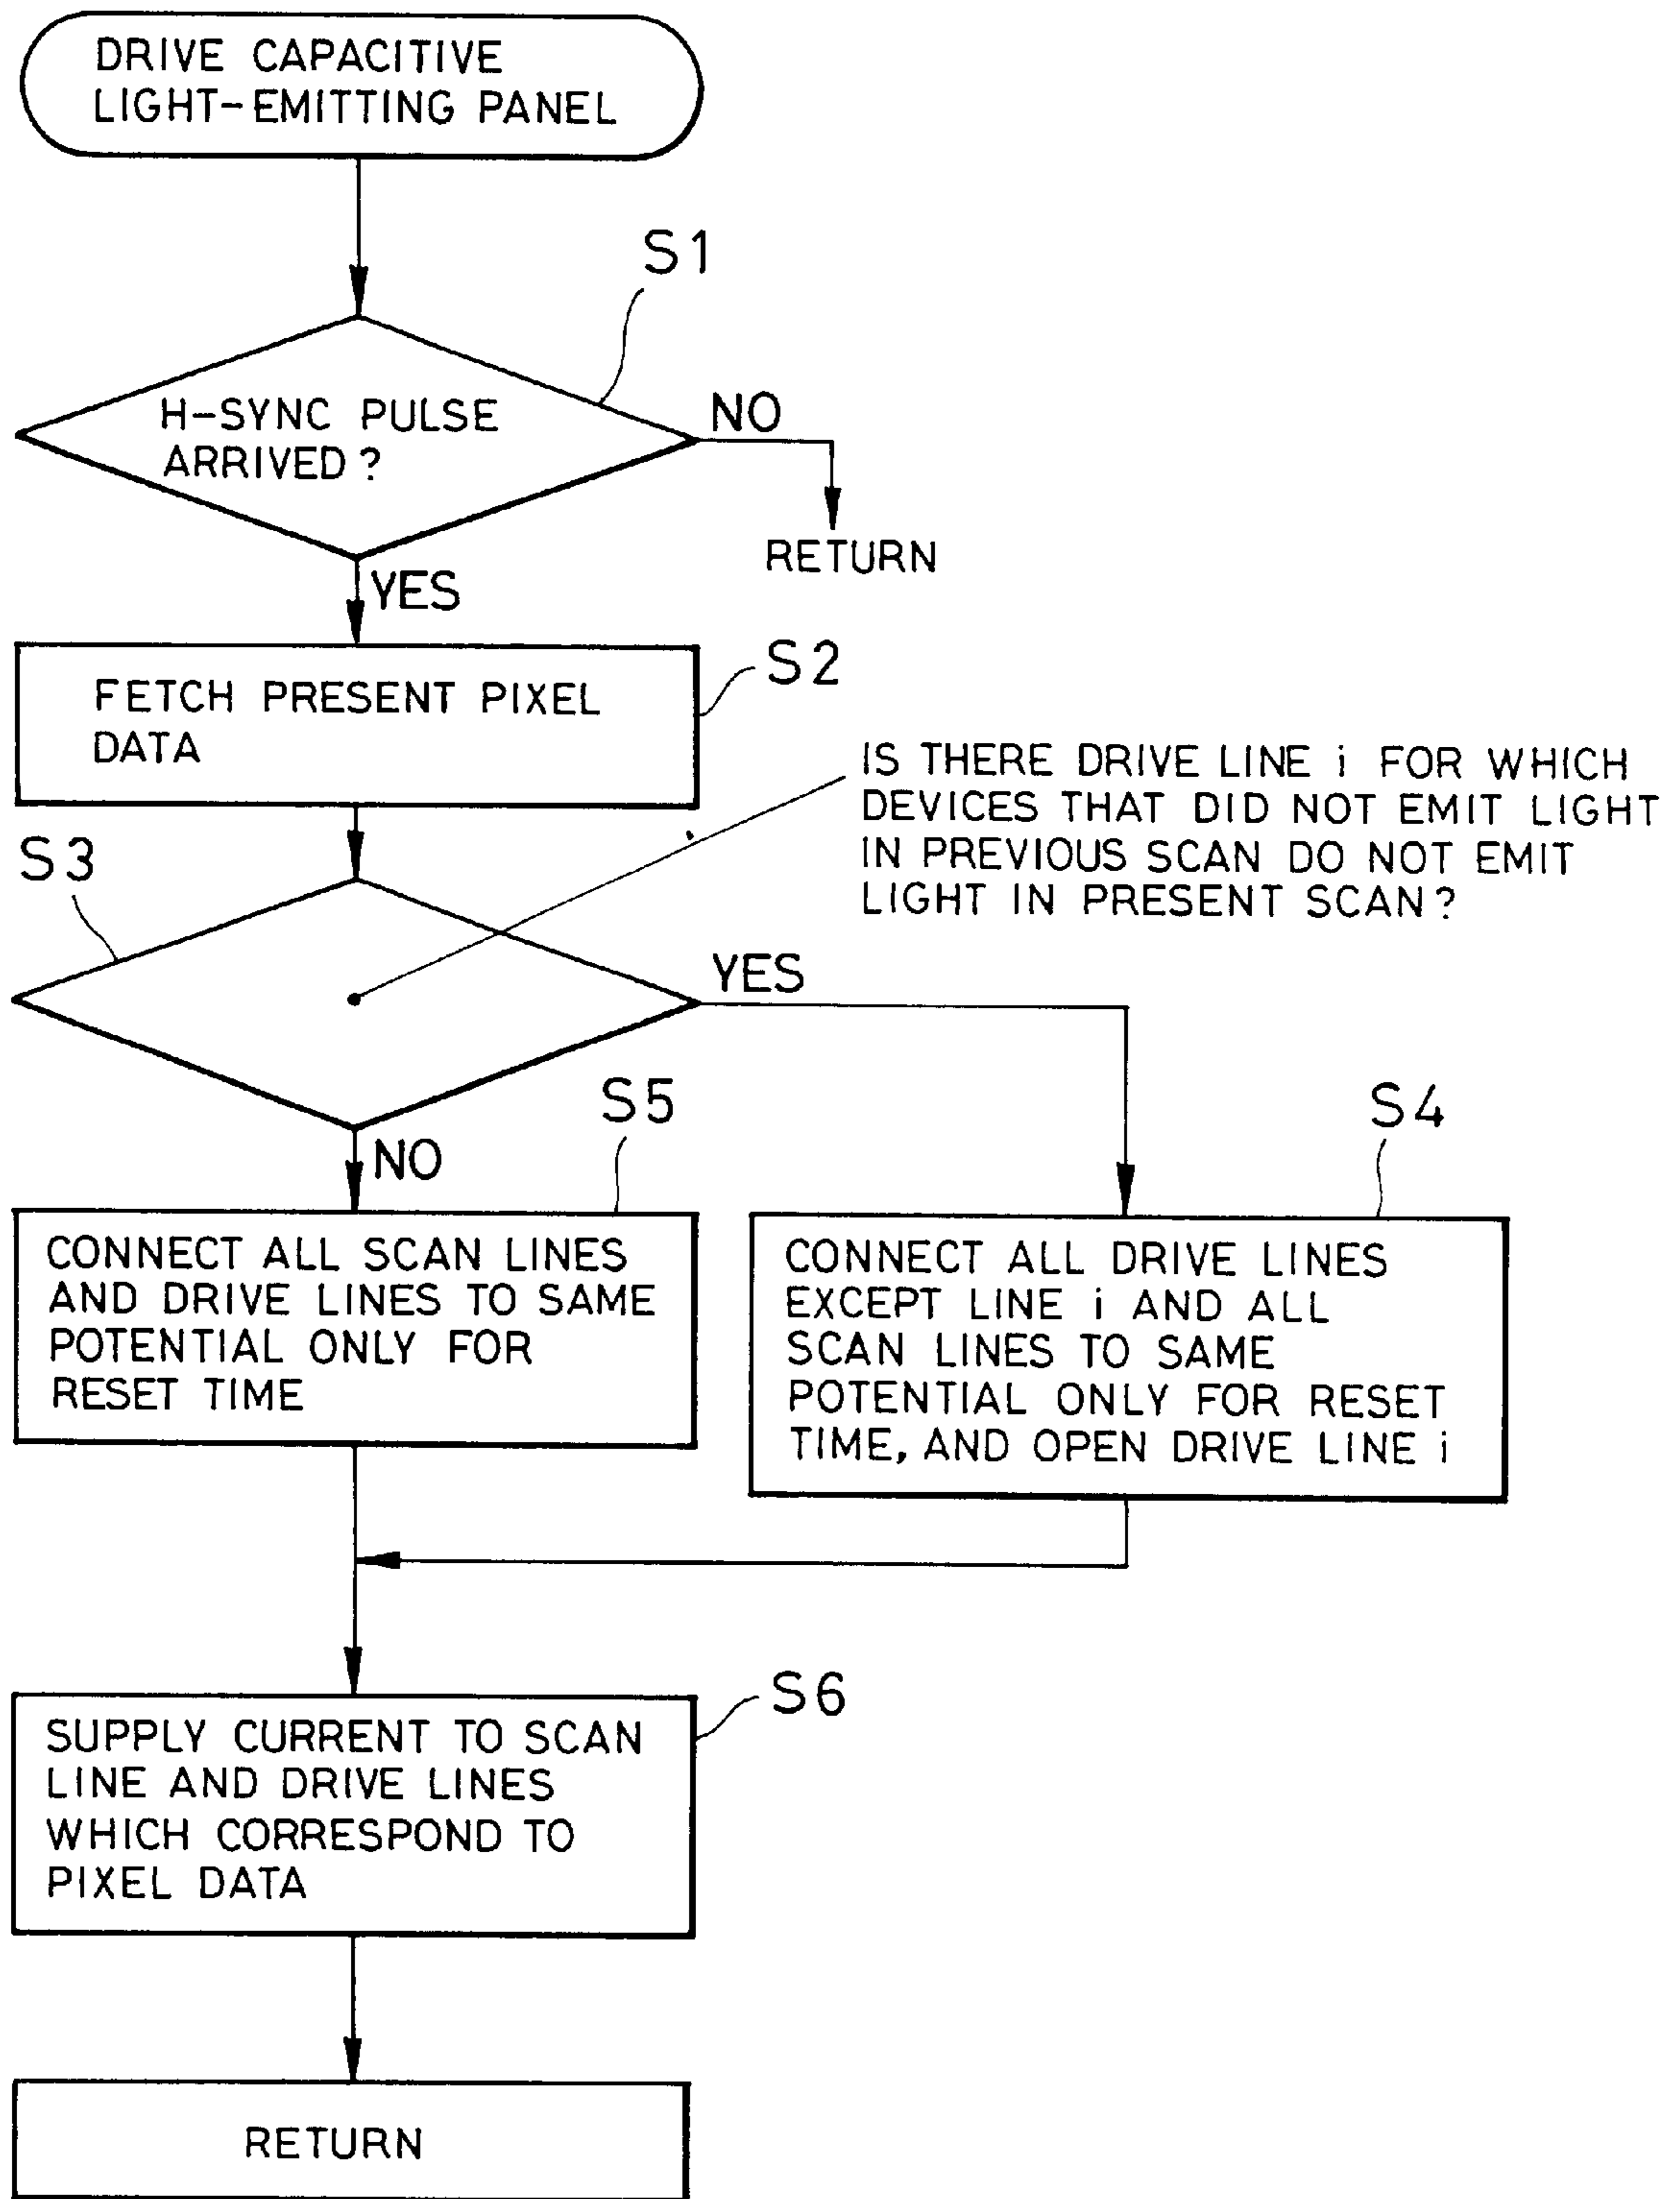 DRIVE CAPACITIVE
LIGHT-EMITTING PANEL
S1
H-SYNC PULSE
ARRIVED?
NO
RETURN
YES
S2
FETCH PRESENT PIXEL
DATA
IS THERE DRIVE LINE i FOR WHICH
DEVICES THAT DID NOT EMIT LIGHT
IN PREVIOUS SCAN DO NOT EMIT
LIGHT IN PRESENT SCAN?
S3
YES
NO
S5
S4
CONNECT ALL SCAN LINES
AND DRIVE LINES TO SAME
POTENTIAL ONLY FOR
RESET TIME
CONNECT ALL DRIVE LINES
EXCEPT LINE i AND ALL
SCAN LINES TO SAME
POTENTIAL ONLY FOR RESET
TIME, AND OPEN DRIVE LINE i
S6
SUPPLY CURRENT TO SCAN
LINE AND DRIVE LINES
WHICH CORRESPOND TO
PIXEL DATA
RETURN